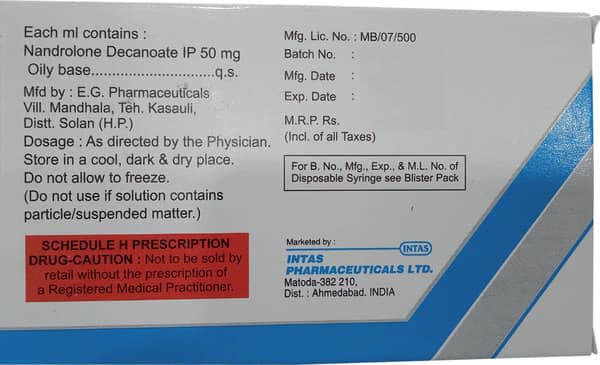 Each ml contains :
Nandrolone Decanoate IP 50 mg
Oily base...............................q.s.
Mfd by : E.G. Pharmaceuticals
Vill. Mandhala, Teh. Kasauli,
Distt. Solan (H.P.)
Dosage : As directed by the Physician.
Store in a cool, dark & dry place.
Do not allow to freeze.
(Do not use if solution contains
particle/suspended matter.)
SCHEDULE H PRESCRIPTION
DRUG-CAUTION : Not to be sold by
retail without the prescription of
a Registered Medical Practitioner.
Mfg. Lic. No. : MB/07/500
Batch No. :
Mfg. Date :
Exp. Date :
M.R.P. Rs.
(Incl. of all Taxes)
For B. No., Mfg., Exp., & M.L. No. of
Disposable Syringe see Blister Pack
Marketed by :
INTAS
INTAS
PHARMACEUTICALS LTD.
Matoda-382 210,
Dist. : Ahmedabad. INDIA